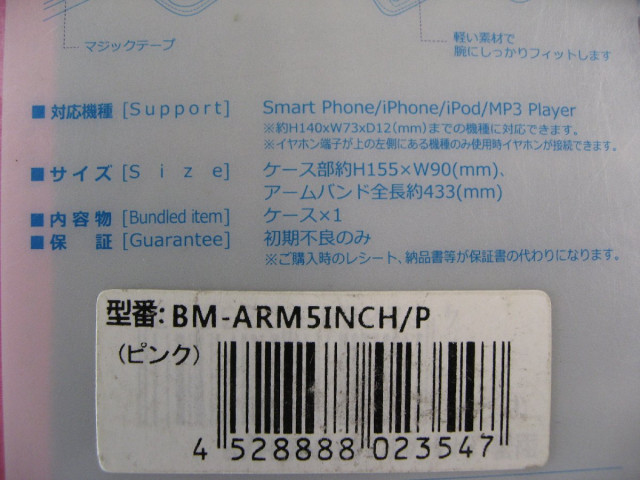 マジックテープ
軽い素材で
腕にしっかりフィットします
■対応機種 [Support] Smart Phone/iPhone/iPod/MP3 Player
※約H140xW73xD12(mm)までの機種に対応できます。
※イヤホン端子が上の左側にある機種のみ使用時イヤホンが接続できます。
■サイズ [Size] ケース部約H155×W90(mm)、
アームバンド全長約433(mm)
■内容物 [Bundled item] ケース×1
■保証 [Guarantee] 初期不良のみ
※ご購入時のレシート、納品書等が保証書の代わりになります。
型番: BM-ARM5INCH/P
(ピンク)
4 528888 023547